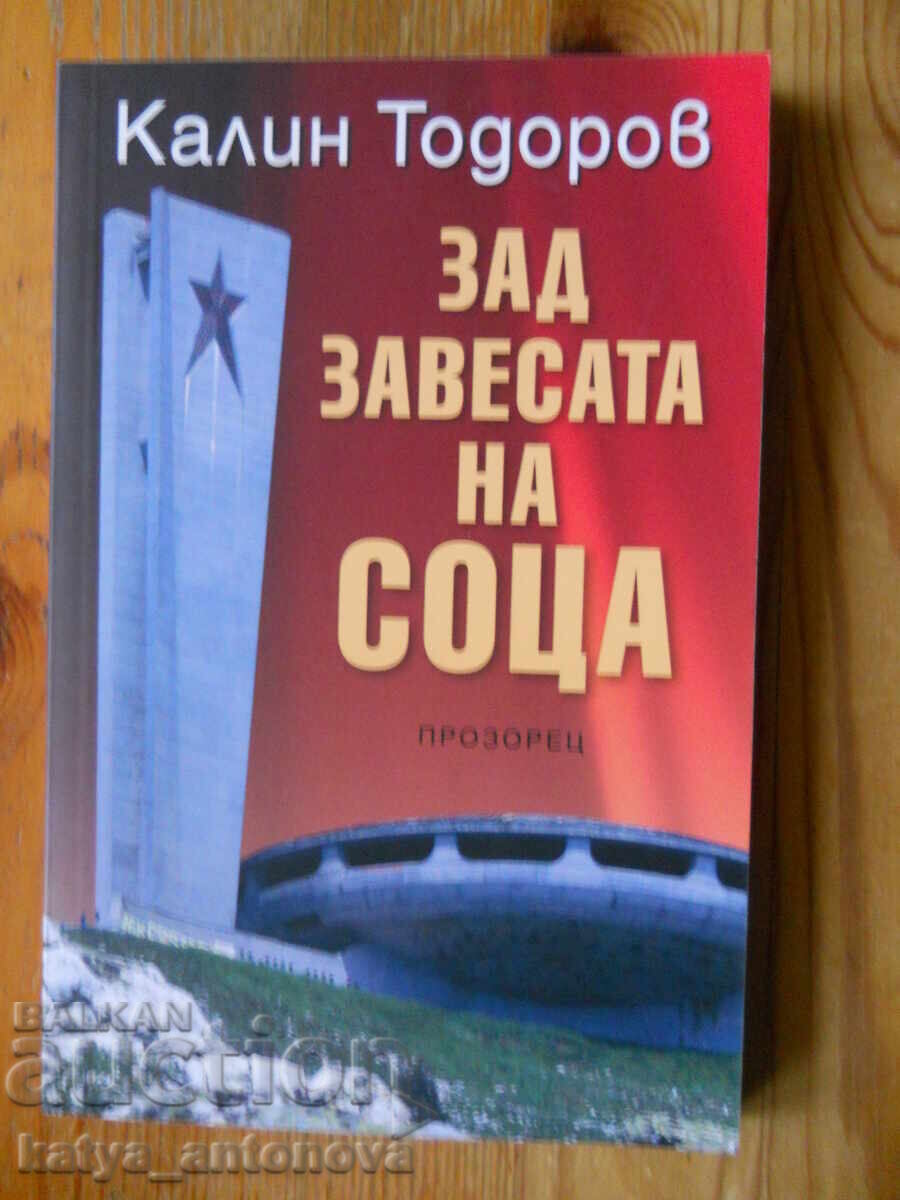 Калин Тодоров
ЗАД
ЗАВЕСАТА
НА
СОЦА
ПРОЗОРЕЦ
BALKAN
auction
katya_antonova